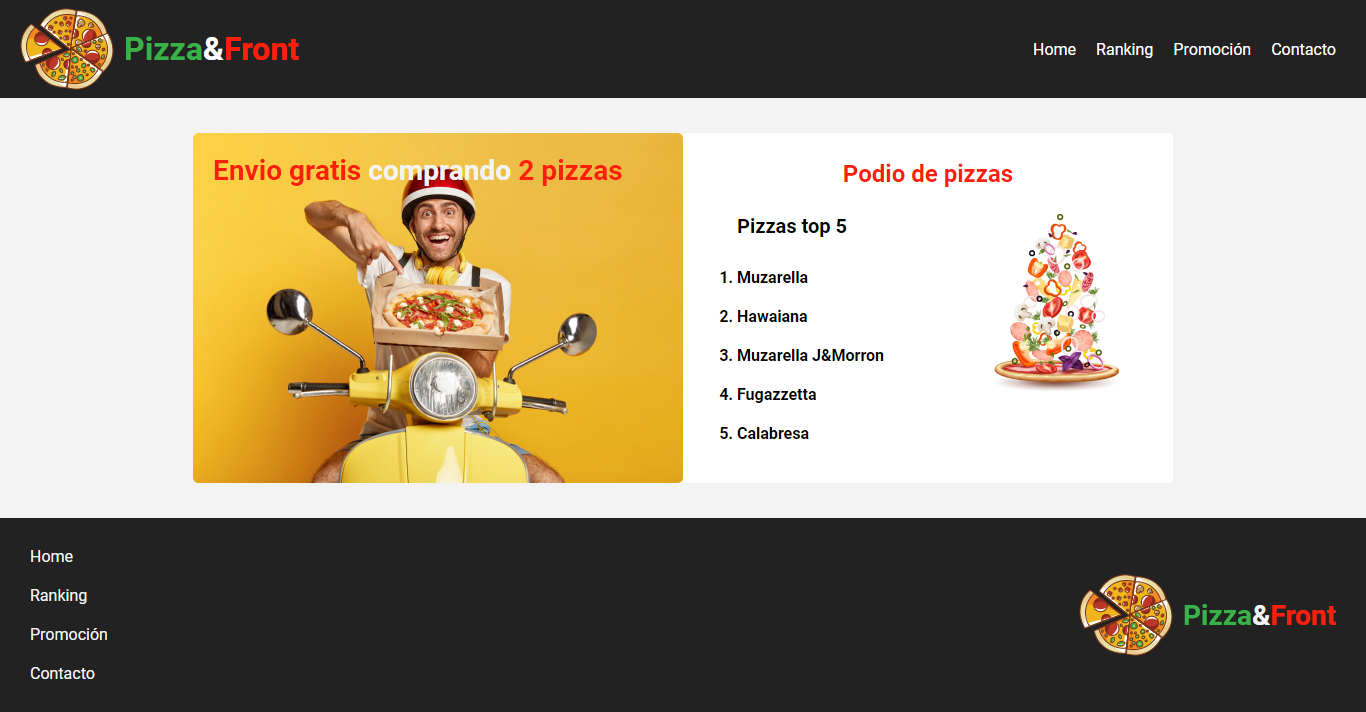 Pizza&Front
Home Ranking Promoción Contacto
Envio gratis comprando 2 pizzas
Podio de pizzas
Pizzas top 5
1. Muzarella
2. Hawaiana
3. Muzarella J&Morron
4. Fugazzetta
5. Calabresa
Home
Ranking
Promoción
Contacto
Pizza&Front